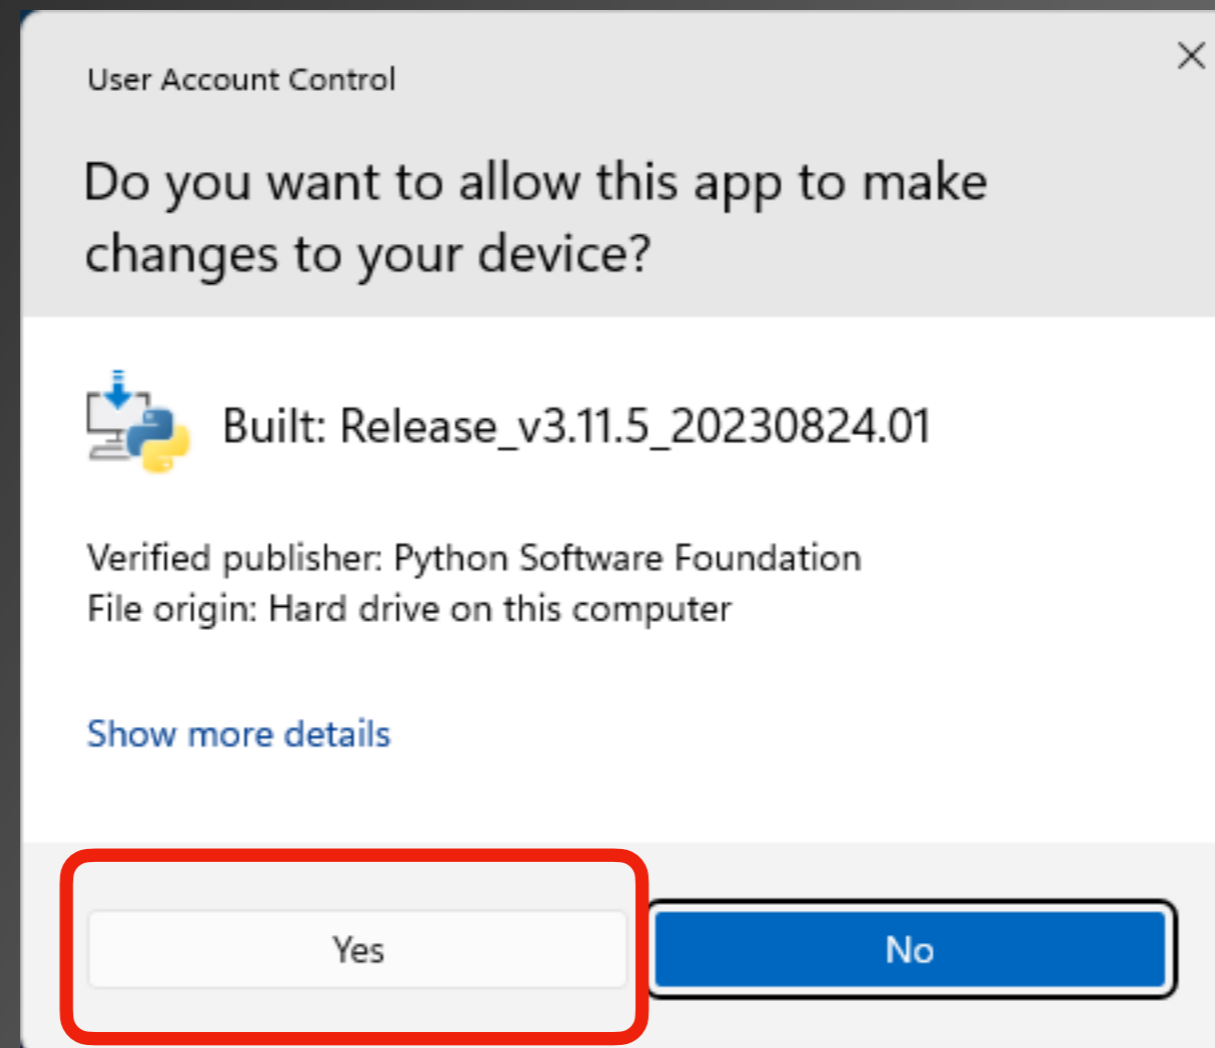 User Account Control
Do you want to allow this app to make
changes to your device?
Built: Release_v3.11.5_20230824.01
Verified publisher: Python Software Foundation
File origin: Hard drive on this computer
Show more details
Yes
No